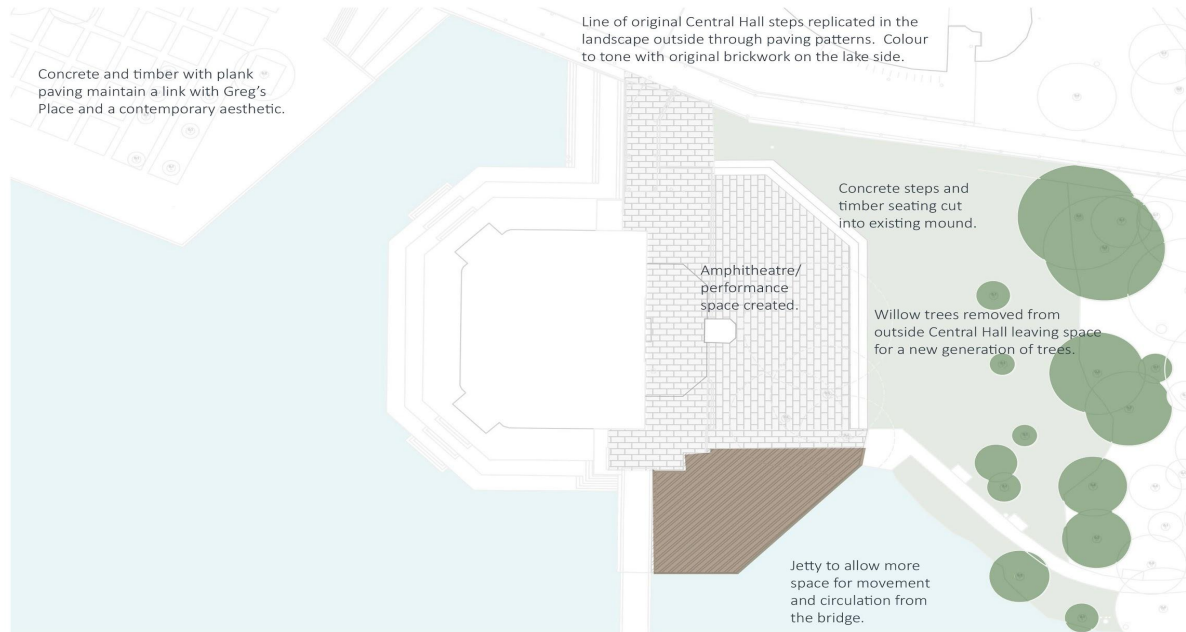 Line of original Central Hall steps replicated in the
landscape outside through paving patterns.  Colour
to tone with original brickwork on the lake side.
Concrete and timber with plank
paving maintain a link with Greg’s
Place and a contemporary aesthetic.
Concrete steps and
timber seating cut
into existing mound.
Amphitheatre/
performance
space created.
Willow trees removed from
outside Central Hall leaving space
for a new generation of trees.
Jetty to allow more
space for movement
and circulation from
the bridge.